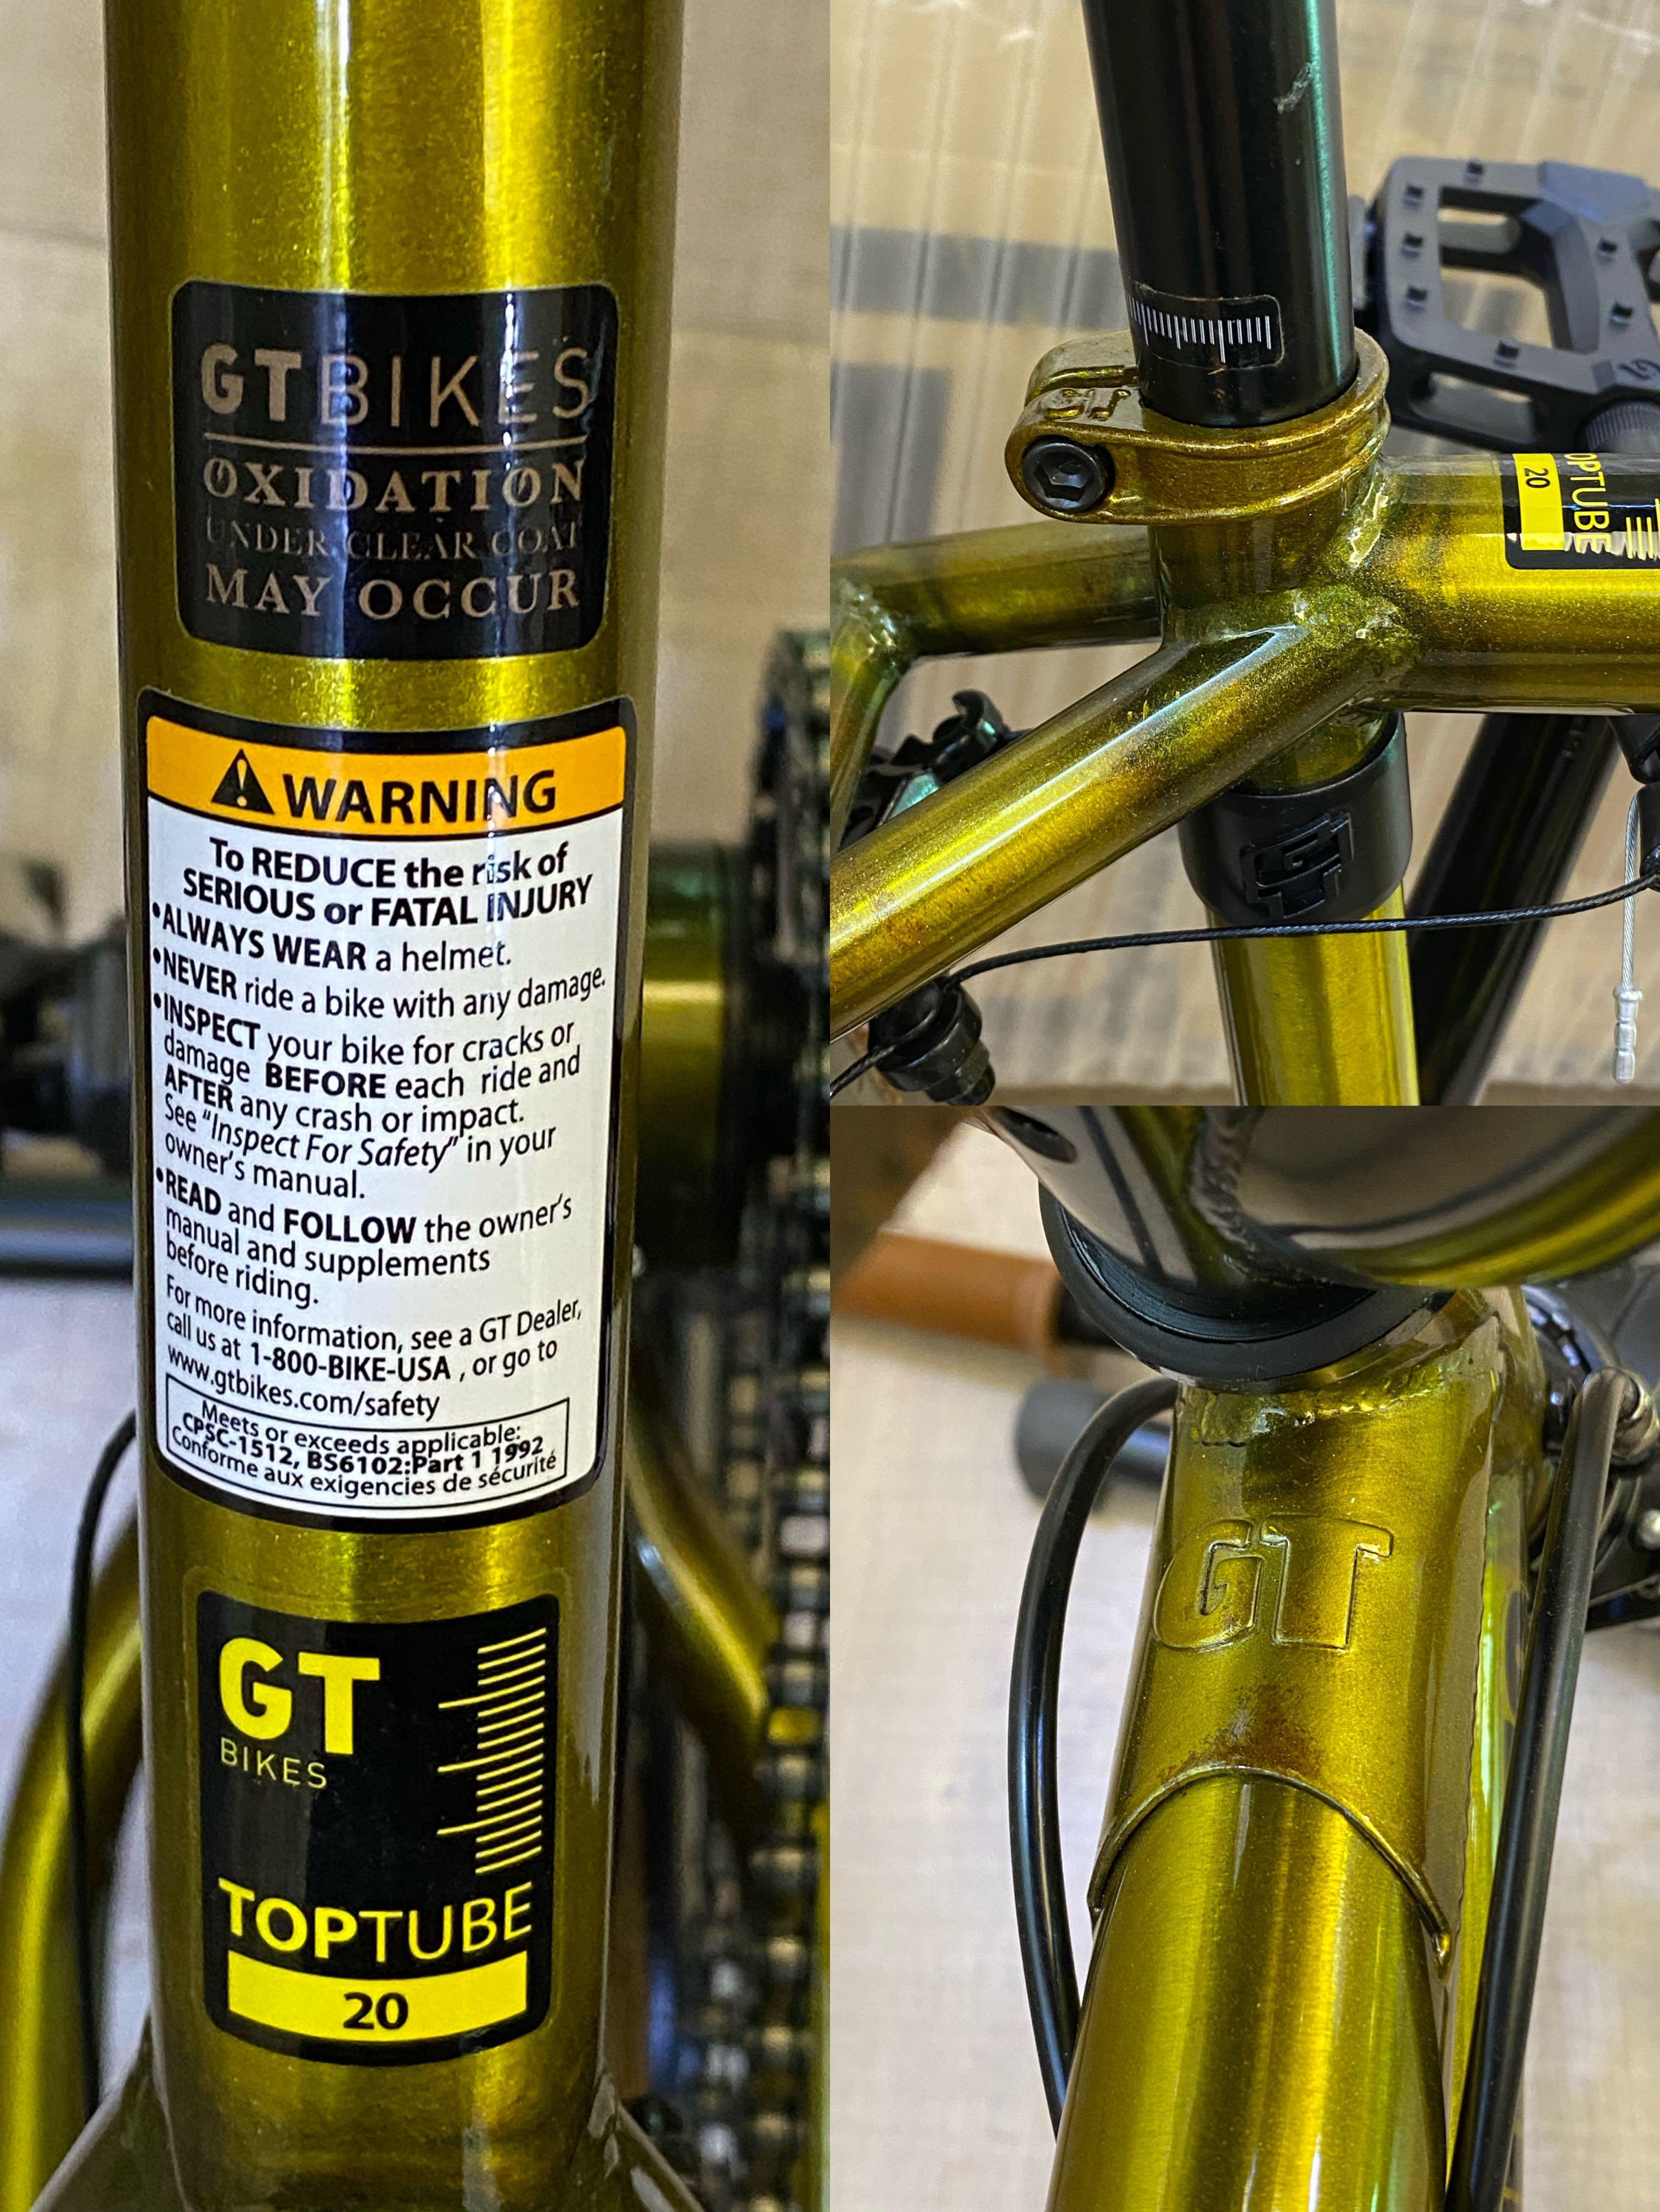 GTBIKES
OXIDATION
UNDER CLEAR COAT
MAY OCCUR
WARNING
To REDUCE the risk of
SERIOUS or FATAL INJURY
•ALWAYS WEAR a helmet.
•NEVER ride a bike with any damage.
•INSPECT your bike for cracks or
damage BEFORE each ride and
AFTER any crash or impact.
See "Inspect For Safety" in your
owner's manual.
•READ and FOLLOW the owner's
manual and supplements
before riding.
For more information, see a GT Dealer,
call us at 1-800-BIKE-USA , or go to
www.gtbikes.com/safety
Meets or exceeds applicable:
CPSC-1512, BS6102:Part 1 1992
Conforme aux exigencies de sécurité
GT
BIKES
TOPTUBE
20
GT
TOPTUBE
20
GT
GT